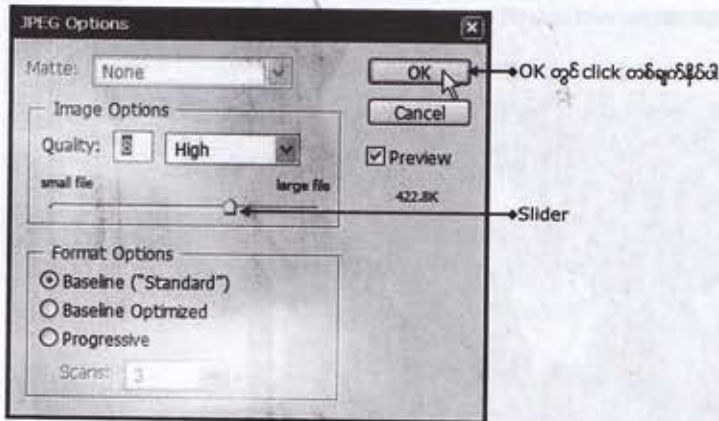 JPEG Options
Matte: None
OK
OK တွင် click တစ်ချက်နှိပ်ပါ
Image Options
Cancel
Quality: 8 High
Preview
small file large file
422.8K
Slider
Format Options
Baseline ("Standard")
Baseline Optimized
Progressive
Scans: 3